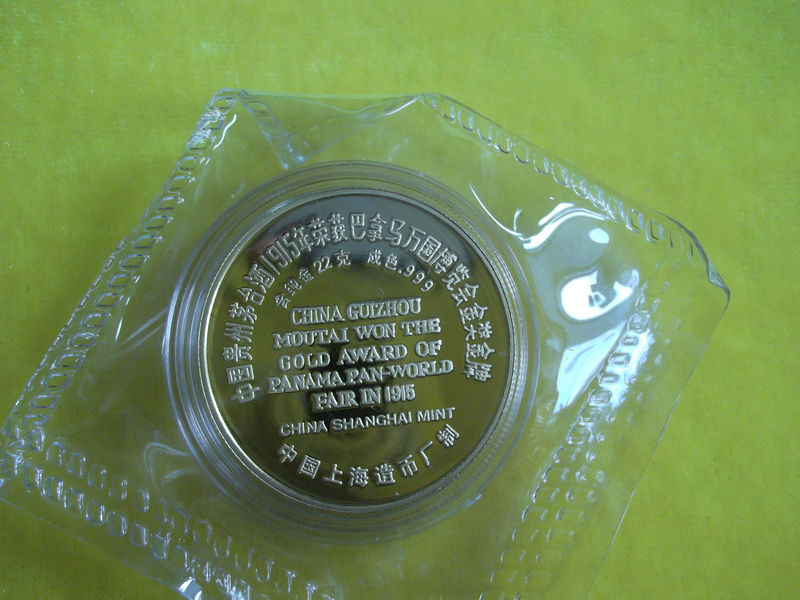 中国贵州茅台酒1915年荣获巴拿马万国博览会金奖金牌
含纯金22克 成色.999
CHINA GUIZHOU
MOUTAI WON THE
GOLD AWARD OF
PANAMA PAN-WORLD
FAIR IN 1915
CHINA SHANGHAI MINT
中国上海造币厂制